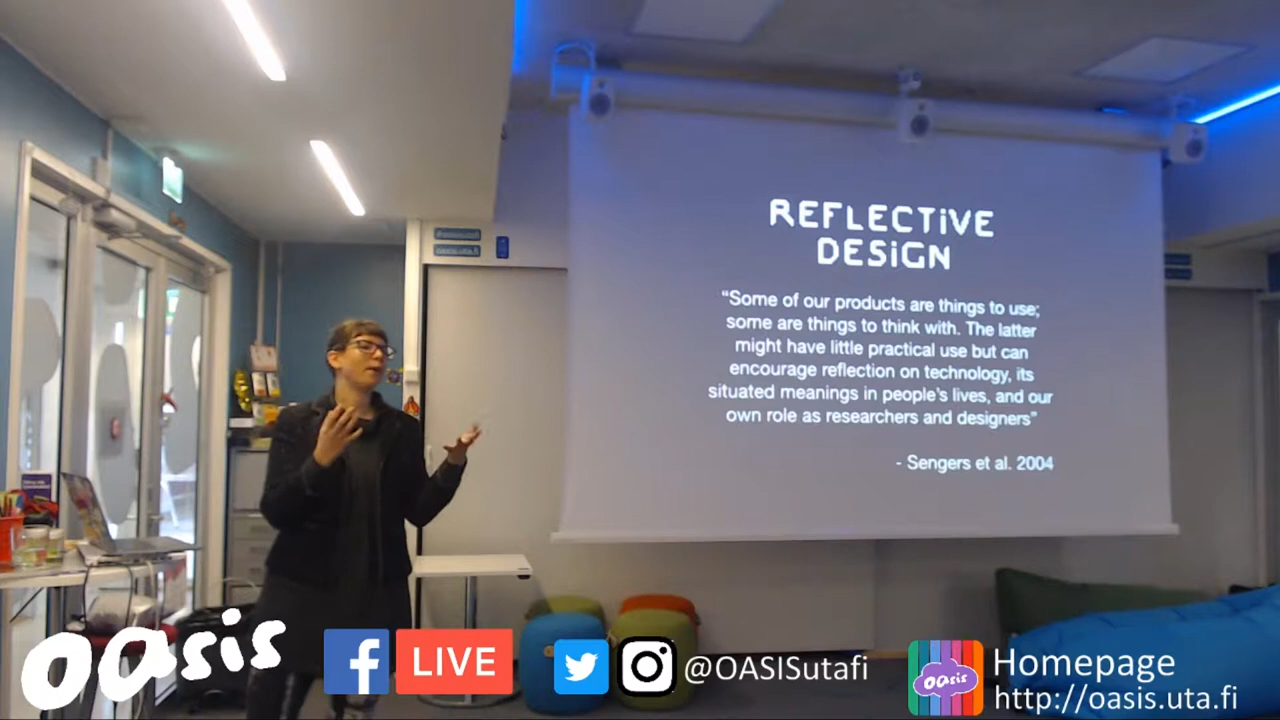 REFLECTiVE
DESiGN
“Some of our products are things to use;
some are things to think with. The latter
might have little practical use but can
encourage reflection on technology, its
situated meanings in people's lives, and our
own role as researchers and designers”
- Sengers et al. 2004
oasis
f
LIVE
@OASISutafi
oasis
Homepage
http://oasis.uta.fi